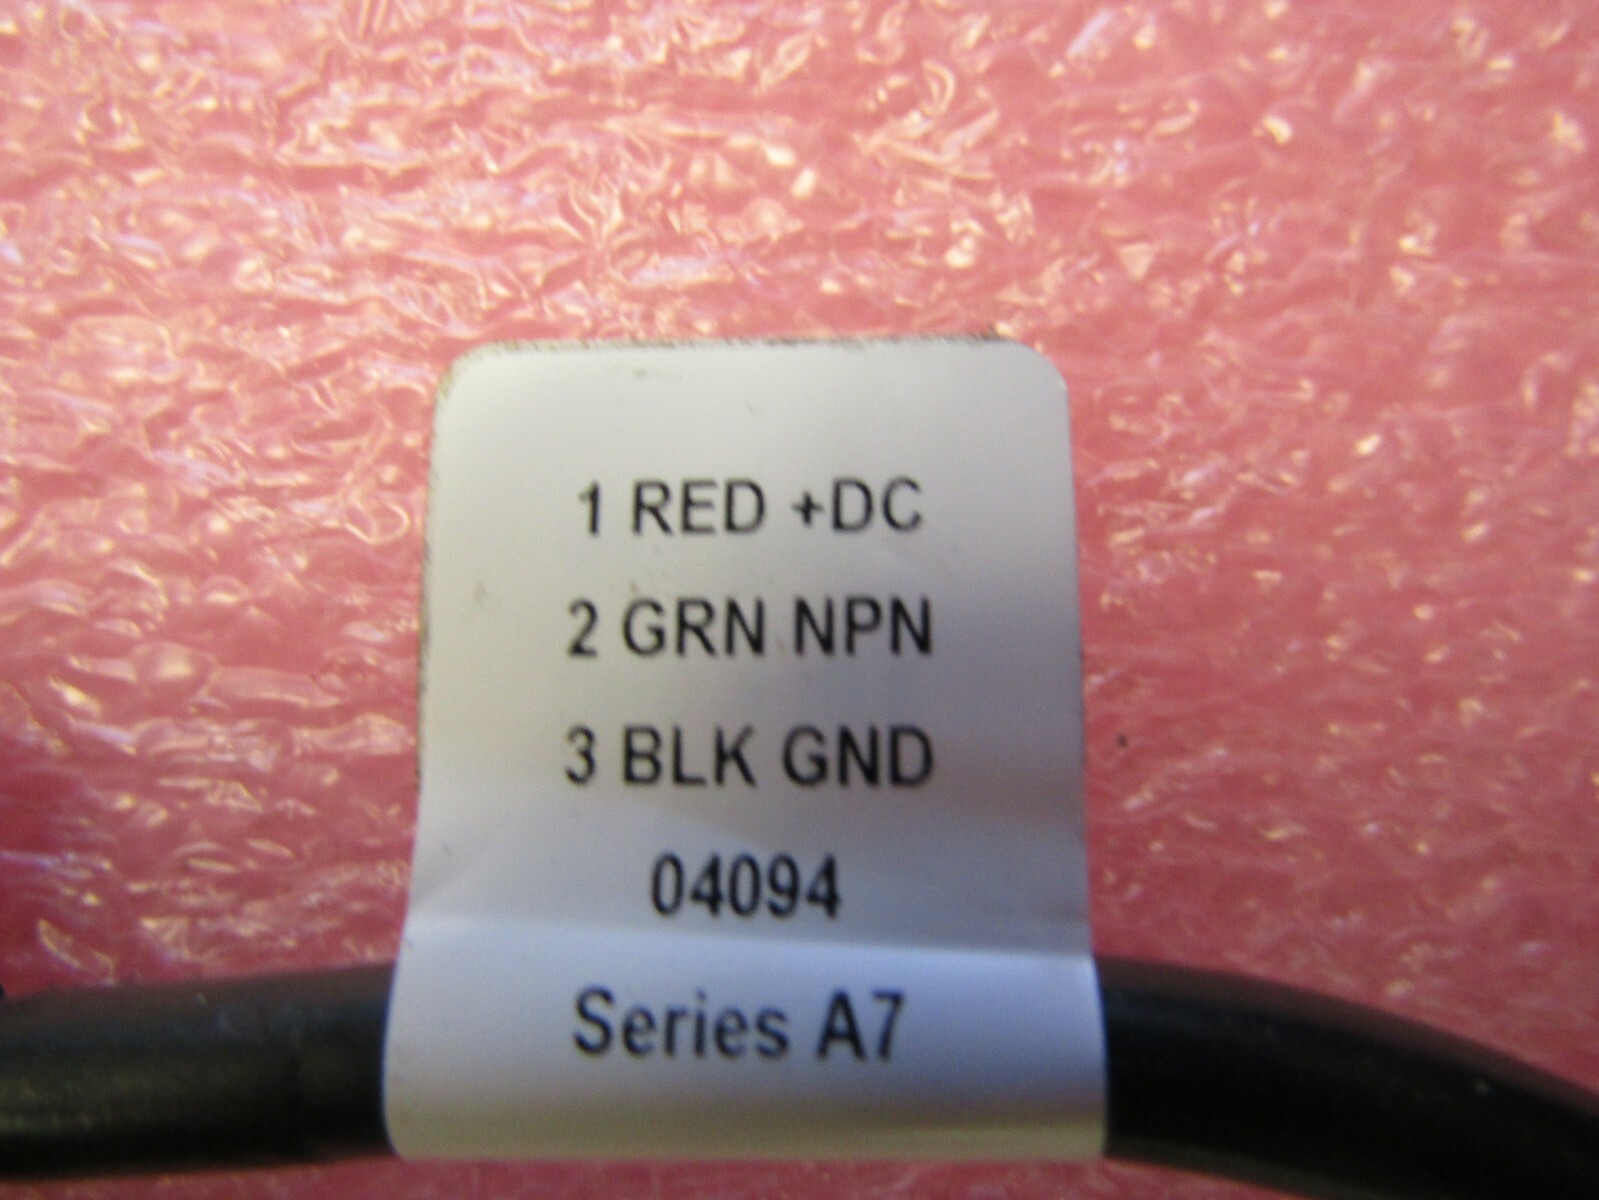 1 RED +DC
2 GRN NPN
3 BLK GND
04094
Series A7